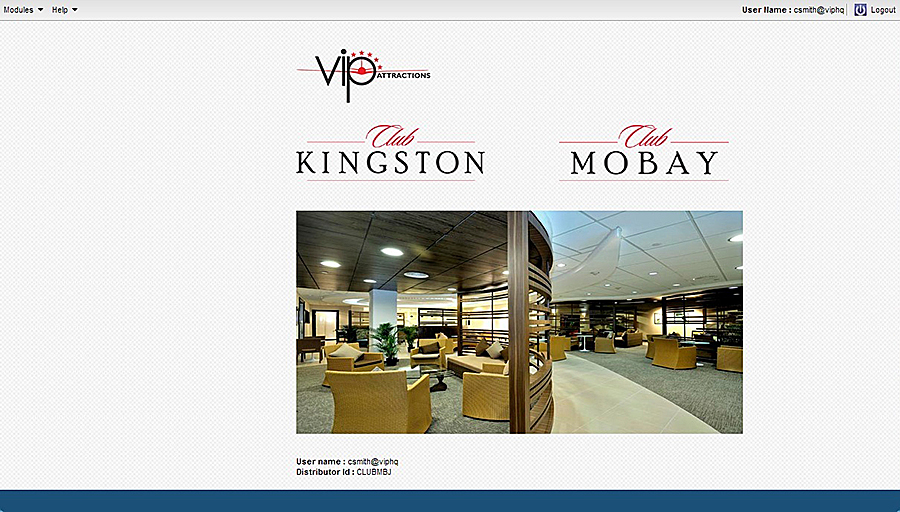 Modules Help User Name : csmith@viphq Logout
vip ATTRACTIONS
Club Club
KINGSTON MOBAY
User name : csmith@viphq
Distributor Id : CLUBMBJ